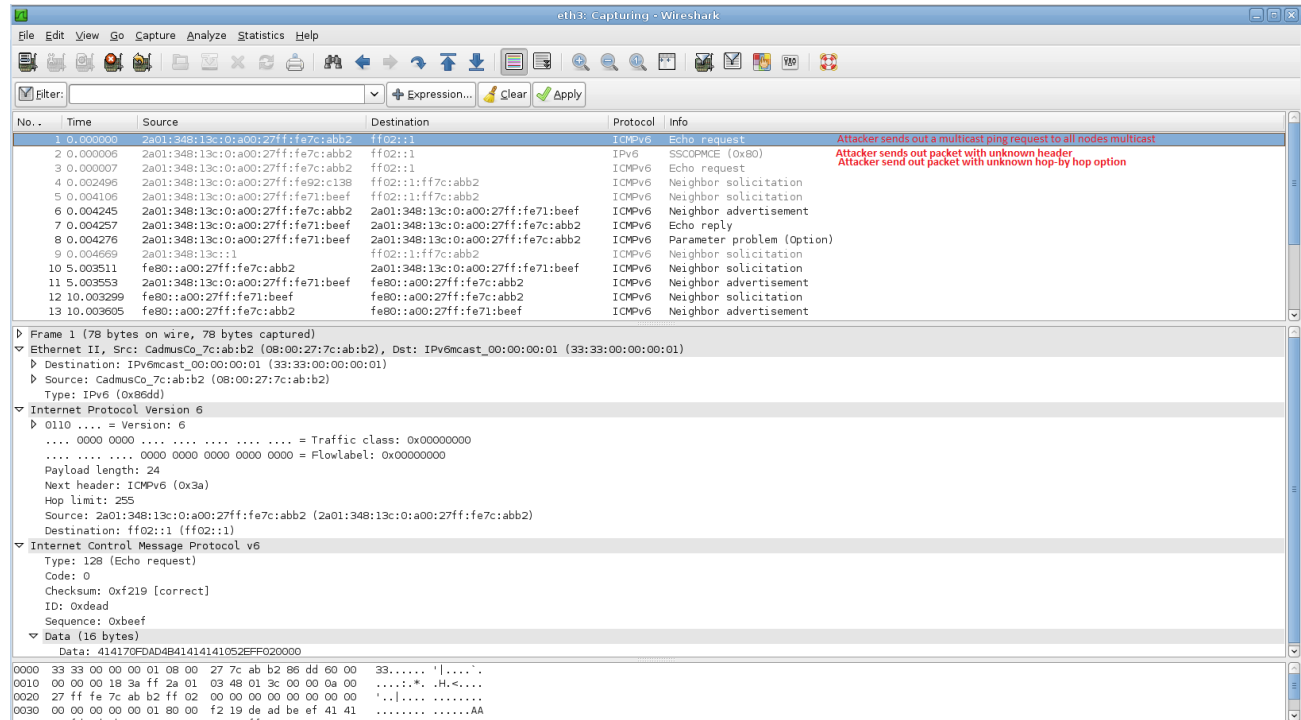 eth3: Capturing - Wireshark
File Edit View Go Capture Analyze Statistics Help
Filter: Expression... Clear Apply
No. . Time Source Destination Protocol Info
1 0.000000 2a01:348:13c:0:a00:27ff:fe7c:abb2 ff02::1 ICMPv6 Echo request Attacker sends out a multicast ping request to all nodes multicast
2 0.000006 2a01:348:13c:0:a00:27ff:fe7c:abb2 ff02::1 IPv6 SSCOPMCE (0x80) Attacker sends out packet with unknown header
3 0.000007 2a01:348:13c:0:a00:27ff:fe7c:abb2 ff02::1 ICMPv6 Echo request Attacker send out packet with unknown hop-by hop option
4 0.002496 2a01:348:13c:0:a00:27ff:fe92:c138 ff02::1:ff7c:abb2 ICMPv6 Neighbor solicitation
5 0.004106 2a01:348:13c:0:a00:27ff:fe71:beef ff02::1:ff7c:abb2 ICMPv6 Neighbor solicitation
6 0.004245 2a01:348:13c:0:a00:27ff:fe7c:abb2 2a01:348:13c:0:a00:27ff:fe71:beef ICMPv6 Neighbor advertisement
7 0.004257 2a01:348:13c:0:a00:27ff:fe71:beef 2a01:348:13c:0:a00:27ff:fe7c:abb2 ICMPv6 Echo reply
8 0.004276 2a01:348:13c:0:a00:27ff:fe71:beef 2a01:348:13c:0:a00:27ff:fe7c:abb2 ICMPv6 Parameter problem (Option)
9 0.004669 2a01:348:13c::1 ff02::1:ff7c:abb2 ICMPv6 Neighbor solicitation
10 5.003511 fe80::a00:27ff:fe7c:abb2 2a01:348:13c:0:a00:27ff:fe71:beef ICMPv6 Neighbor solicitation
11 5.003553 2a01:348:13c:0:a00:27ff:fe71:beef fe80::a00:27ff:fe7c:abb2 ICMPv6 Neighbor advertisement
12 10.003299 fe80::a00:27ff:fe71:beef fe80::a00:27ff:fe7c:abb2 ICMPv6 Neighbor solicitation
13 10.003605 fe80::a00:27ff:fe7c:abb2 fe80::a00:27ff:fe71:beef ICMPv6 Neighbor advertisement
Frame 1 (78 bytes on wire, 78 bytes captured)
Ethernet II, Src: CadmusCo_7c:ab:b2 (08:00:27:7c:ab:b2), Dst: IPv6mcast_00:00:00:01 (33:33:00:00:00:01)
Destination: IPv6mcast_00:00:00:01 (33:33:00:00:00:01)
Source: CadmusCo_7c:ab:b2 (08:00:27:7c:ab:b2)
Type: IPv6 (0x86dd)
Internet Protocol Version 6
0110 .... = Version: 6
.... 0000 0000 .... .... .... .... .... = Traffic class: 0x00000000
.... .... .... 0000 0000 0000 0000 0000 = Flowlabel: 0x00000000
Payload length: 24
Next header: ICMPv6 (0x3a)
Hop limit: 255
Source: 2a01:348:13c:0:a00:27ff:fe7c:abb2 (2a01:348:13c:0:a00:27ff:fe7c:abb2)
Destination: ff02::1 (ff02::1)
Internet Control Message Protocol v6
Type: 128 (Echo request)
Code: 0
Checksum: 0xf219 [correct]
ID: 0xdead
Sequence: 0xbeef
Data (16 bytes)
Data: 414170FDAD4B41414141052EFF020000
0000 33 33 00 00 00 01 08 00 27 7c ab b2 86 dd 60 00 33...... '|....`.
0010 00 00 00 18 3a ff 2a 01 03 48 01 3c 00 00 0a 00 ....:.*. .H.<....
0020 27 ff fe 7c ab b2 ff 02 00 00 00 00 00 00 00 00 '..|.... ........
0030 00 00 00 00 00 01 80 00 f2 19 de ad be ef 41 41 ........ ......AA